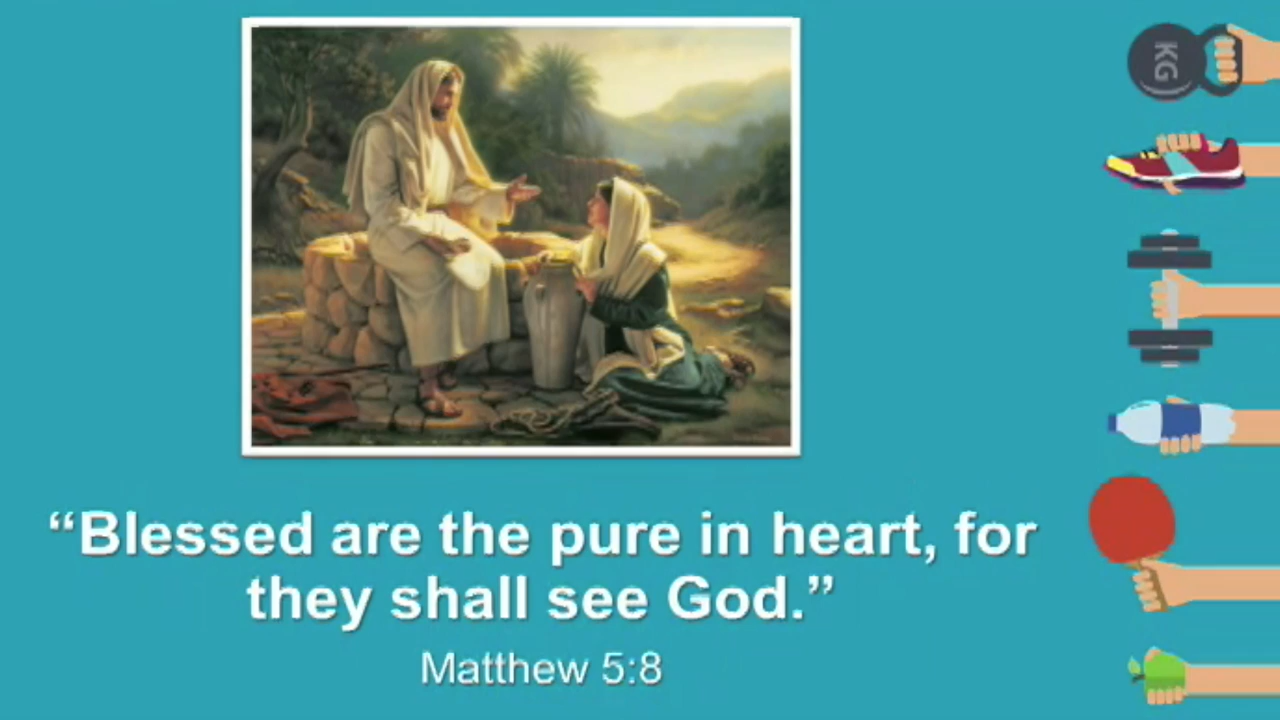 KG
“Blessed are the pure in heart, for
they shall see God.”
Matthew 5:8